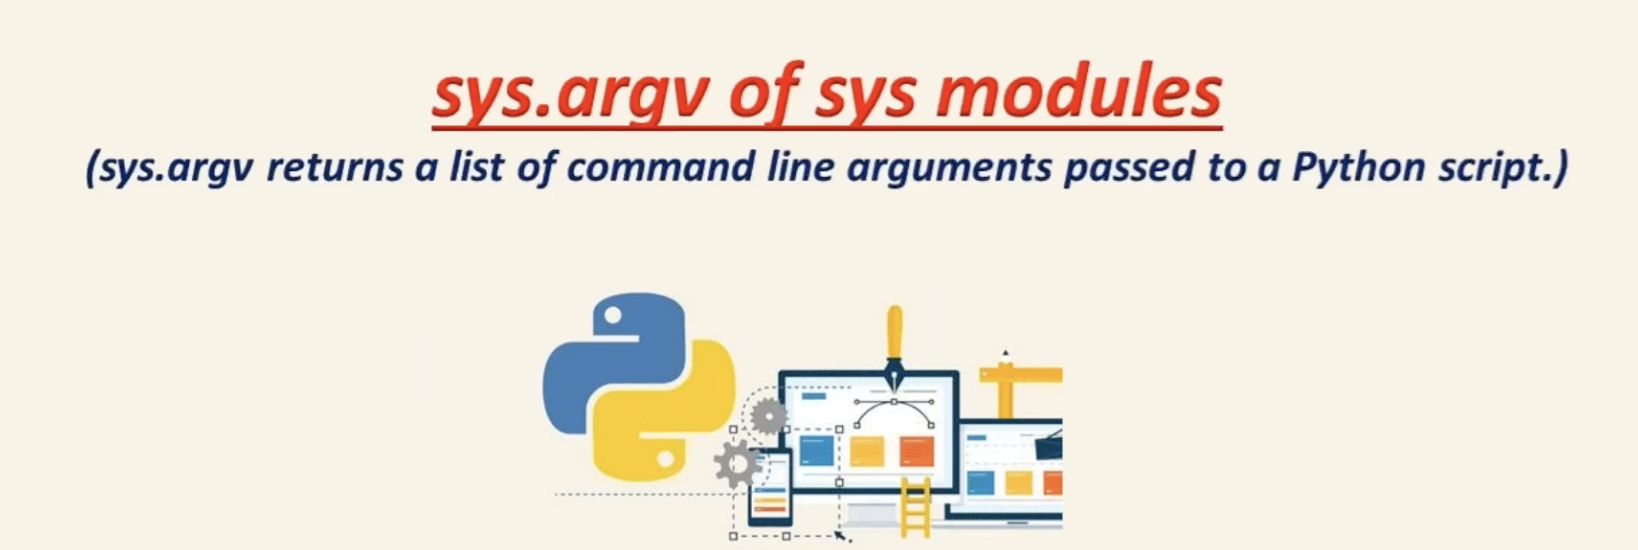 sys.argv of sys modules
(sys.argv returns a list of command line arguments passed to a Python script.)